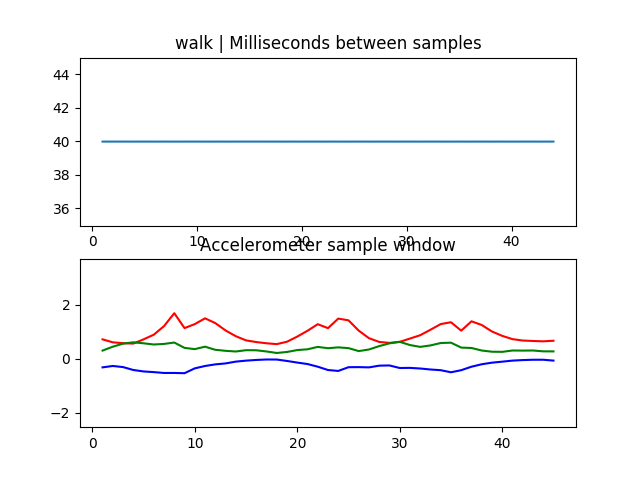 walk | Milliseconds between samples
44
42
40
38
36
0 10 20 30 40
Accelerometer sample window
2
0
−2
0 10 20 30 40